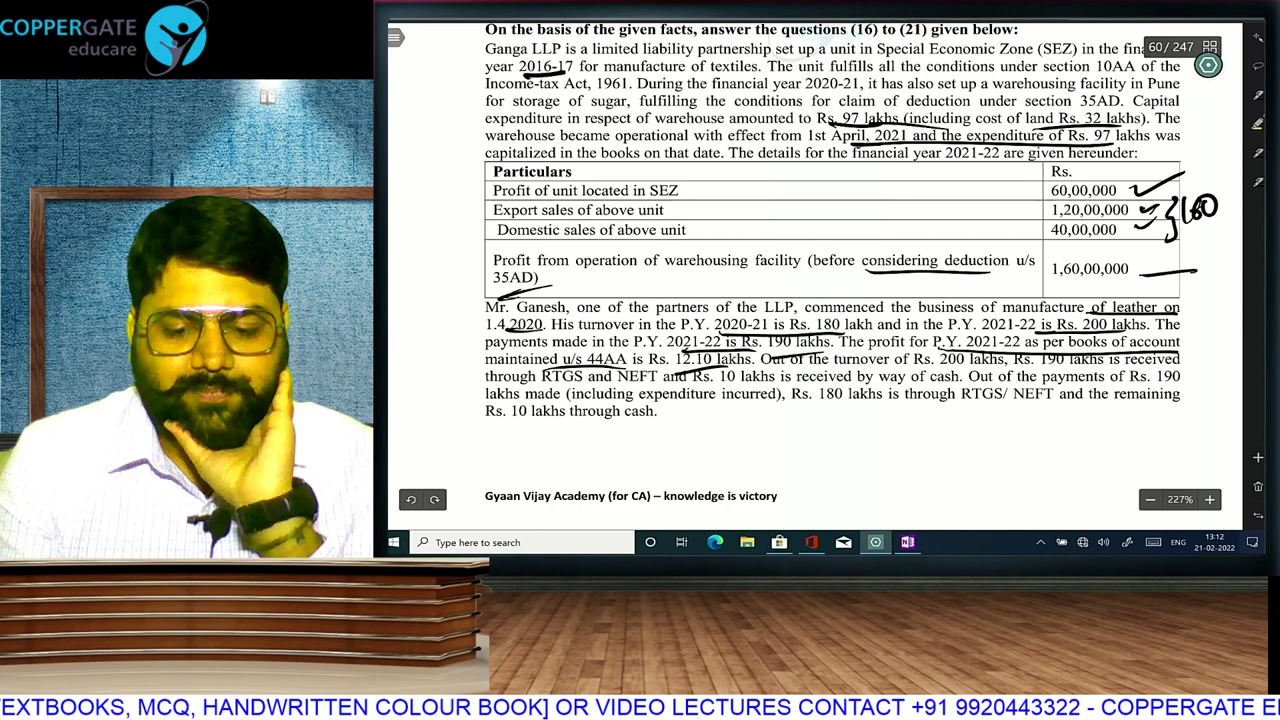 COPPERGATE
educare
On the basis of the given facts, answer the questions (16) to (21) given below:
Ganga LLP is a limited liability partnership set up a unit in Special Economic Zone (SEZ) in the fina
60 / 247
year 2016-17 for manufacture of textiles. The unit fulfills all the conditions under section 10AA of the
Income-tax Act, 1961. During the financial year 2020-21, it has also set up a warehousing facility in Pune
for storage of sugar, fulfilling the conditions for claim of deduction under section 35AD. Capital
expenditure in respect of warehouse amounted to Rs. 97 lakhs (including cost of land Rs. 32 lakhs). The
warehouse became operational with effect from 1st April, 2021 and the expenditure of Rs. 97 lakhs was
capitalized in the books on that date. The details for the financial year 2021-22 are given hereunder:
Particulars Rs.
Profit of unit located in SEZ 60,00,000
Export sales of above unit 1,20,00,000
Domestic sales of above unit 40,00,000
160
Profit from operation of warehousing facility (before considering deduction u/s
35AD) 1,60,00,000
Mr. Ganesh, one of the partners of the LLP, commenced the business of manufacture of leather on
1.4.2020. His turnover in the P.Y. 2020-21 is Rs. 180 lakh and in the P.Y. 2021-22 is Rs. 200 lakhs. The
payments made in the P.Y. 2021-22 is Rs. 190 lakhs. The profit for P.Y. 2021-22 as per books of account
maintained u/s 44AA is Rs. 12.10 lakhs. Out of the turnover of Rs. 200 lakhs, Rs. 190 lakhs is received
through RTGS and NEFT and Rs. 10 lakhs is received by way of cash. Out of the payments of Rs. 190
lakhs made (including expenditure incurred), Rs. 180 lakhs is through RTGS/ NEFT and the remaining
Rs. 10 lakhs through cash.
Gyaan Vijay Academy (for CA) – knowledge is victory
227%
Type here to search
ENG
13:12
21-02-2022
EXTBOOKS, MCQ, HANDWRITTEN COLOUR BOOK] OR VIDEO LECTURES CONTACT +91 9920443322 - COPPERGATE E